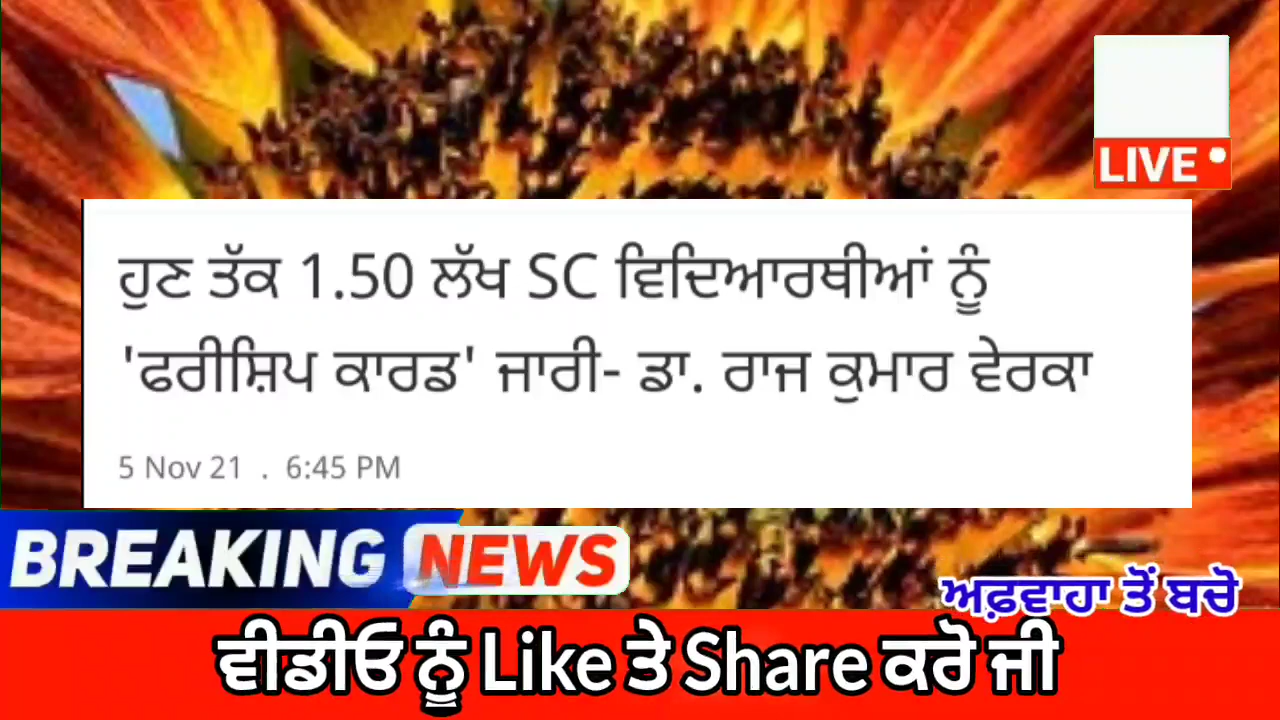 LIVE
ਹੁਣ ਤੱਕ 1.50 ਲੱਖ SC ਵਿਦਿਆਰਥੀਆਂ ਨੂੰ
'ਫਰੀਸ਼ਿਪ ਕਾਰਡ' ਜਾਰੀ- ਡਾ. ਰਾਜ ਕੁਮਾਰ ਵੇਰਕਾ
5 Nov 21 . 6:45 PM
BREAKING NEWS
ਅਫ਼ਵਾਹਾ ਤੋਂ ਬਚੋ
ਵੀਡੀਓ ਨੂੰ Like ਤੇ Share ਕਰੋ ਜੀ